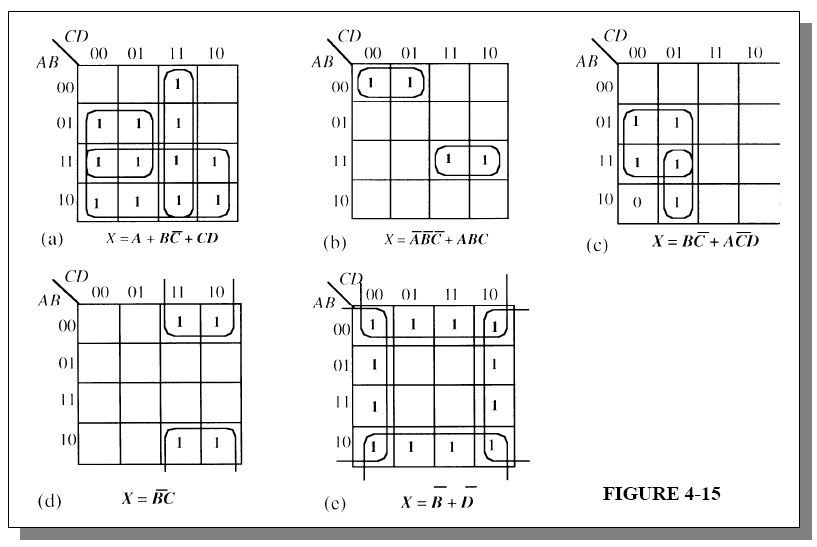 CD
AB 00 01 11 10
00 1
01 1 1 1
11 1 1 1 1
10 1 1 1 1
(a) X = A + BC̅ + CD
CD
AB 00 01 11 10
00 1 1
01
11 1 1
10
(b) X = A̅B̅C̅ + ABC
CD
AB 00 01 11 10
00
01 1 1
11 1 1
10 0 1
(c) X = BC̅ + AC̅D̅
CD
AB 00 01 11 10
00 1 1
01
11
10 1 1
(d) X = B̅C
CD
AB 00 01 11 10
00 1 1 1 1
01 1 1
11 1 1
10 1 1 1 1
(e) X = B̅ + D̅
FIGURE 4-15